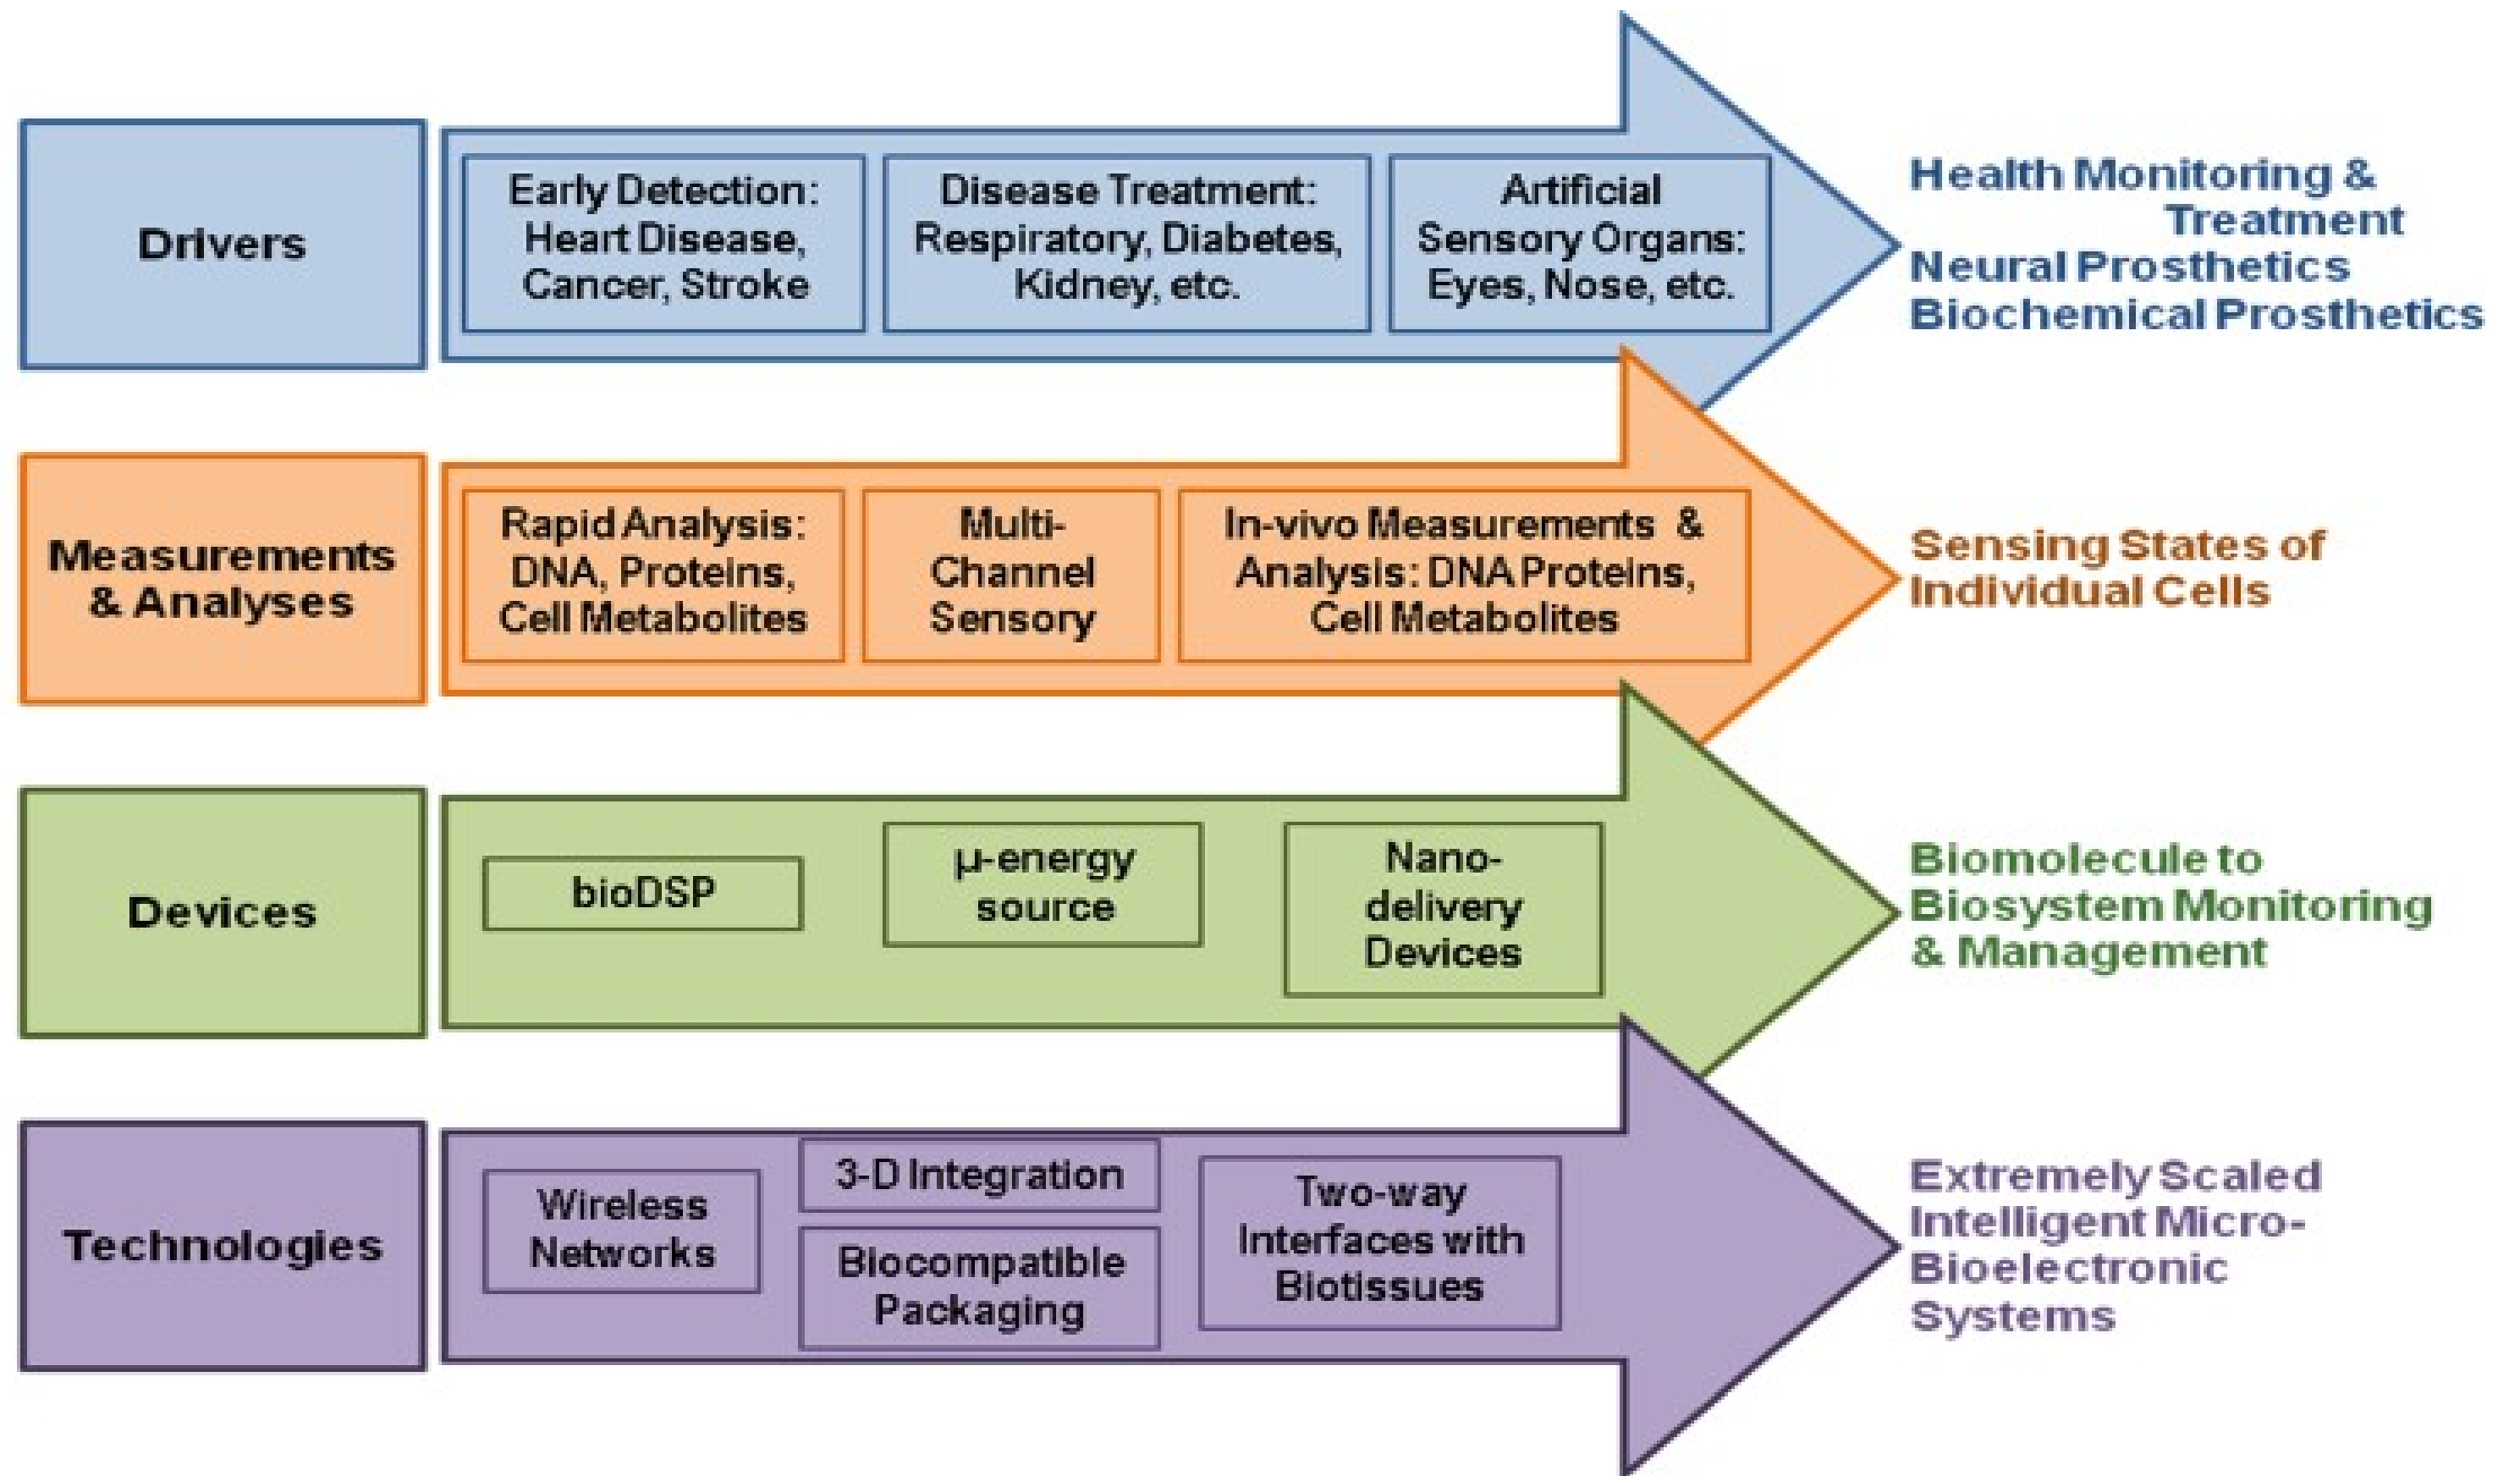 Drivers
Early Detection:
Heart Disease,
Cancer, Stroke
Disease Treatment:
Respiratory, Diabetes,
Kidney, etc.
Artificial
Sensory Organs:
Eyes, Nose, etc.
Health Monitoring &
Treatment
Neural Prosthetics
Biochemical Prosthetics
Measurements
& Analyses
Rapid Analysis:
DNA, Proteins,
Cell Metabolites
Multi-
Channel
Sensory
In-vivo Measurements &
Analysis: DNA Proteins,
Cell Metabolites
Sensing States of
Individual Cells
Devices
bioDSP
µ-energy
source
Nano-
delivery
Devices
Biomolecule to
Biosystem Monitoring
& Management
Technologies
Wireless
Networks
3-D Integration
Biocompatible
Packaging
Two-way
Interfaces with
Biotissues
Extremely Scaled
Intelligent Micro-
Bioelectronic
Systems